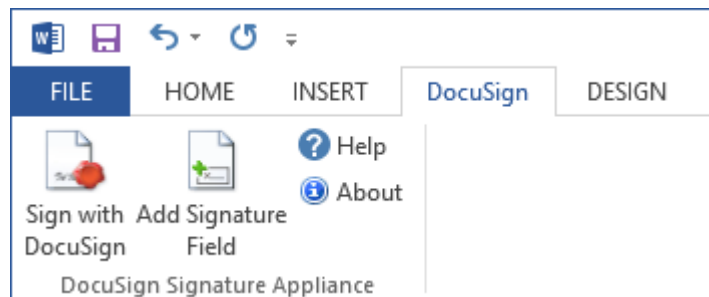 FILE HOME INSERT DocuSign DESIGN
Help
About
Sign with Add Signature
DocuSign Field
DocuSign Signature Appliance